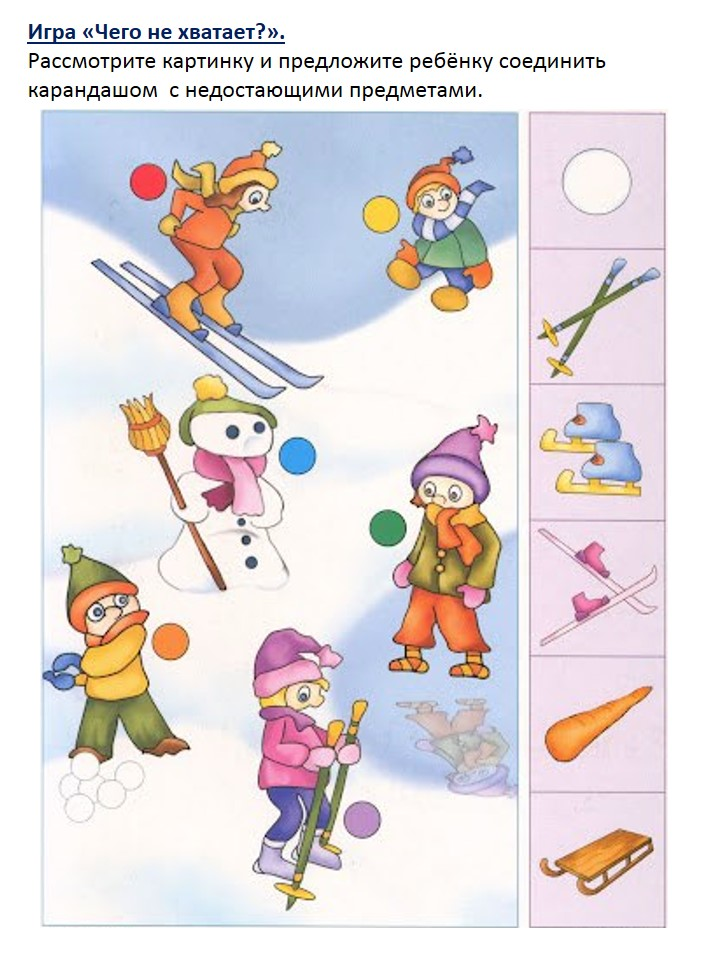 Игра «Чего не хватает?».
Рассмотрите картинку и предложите ребёнку соединить
карандашом с недостающими предметами.